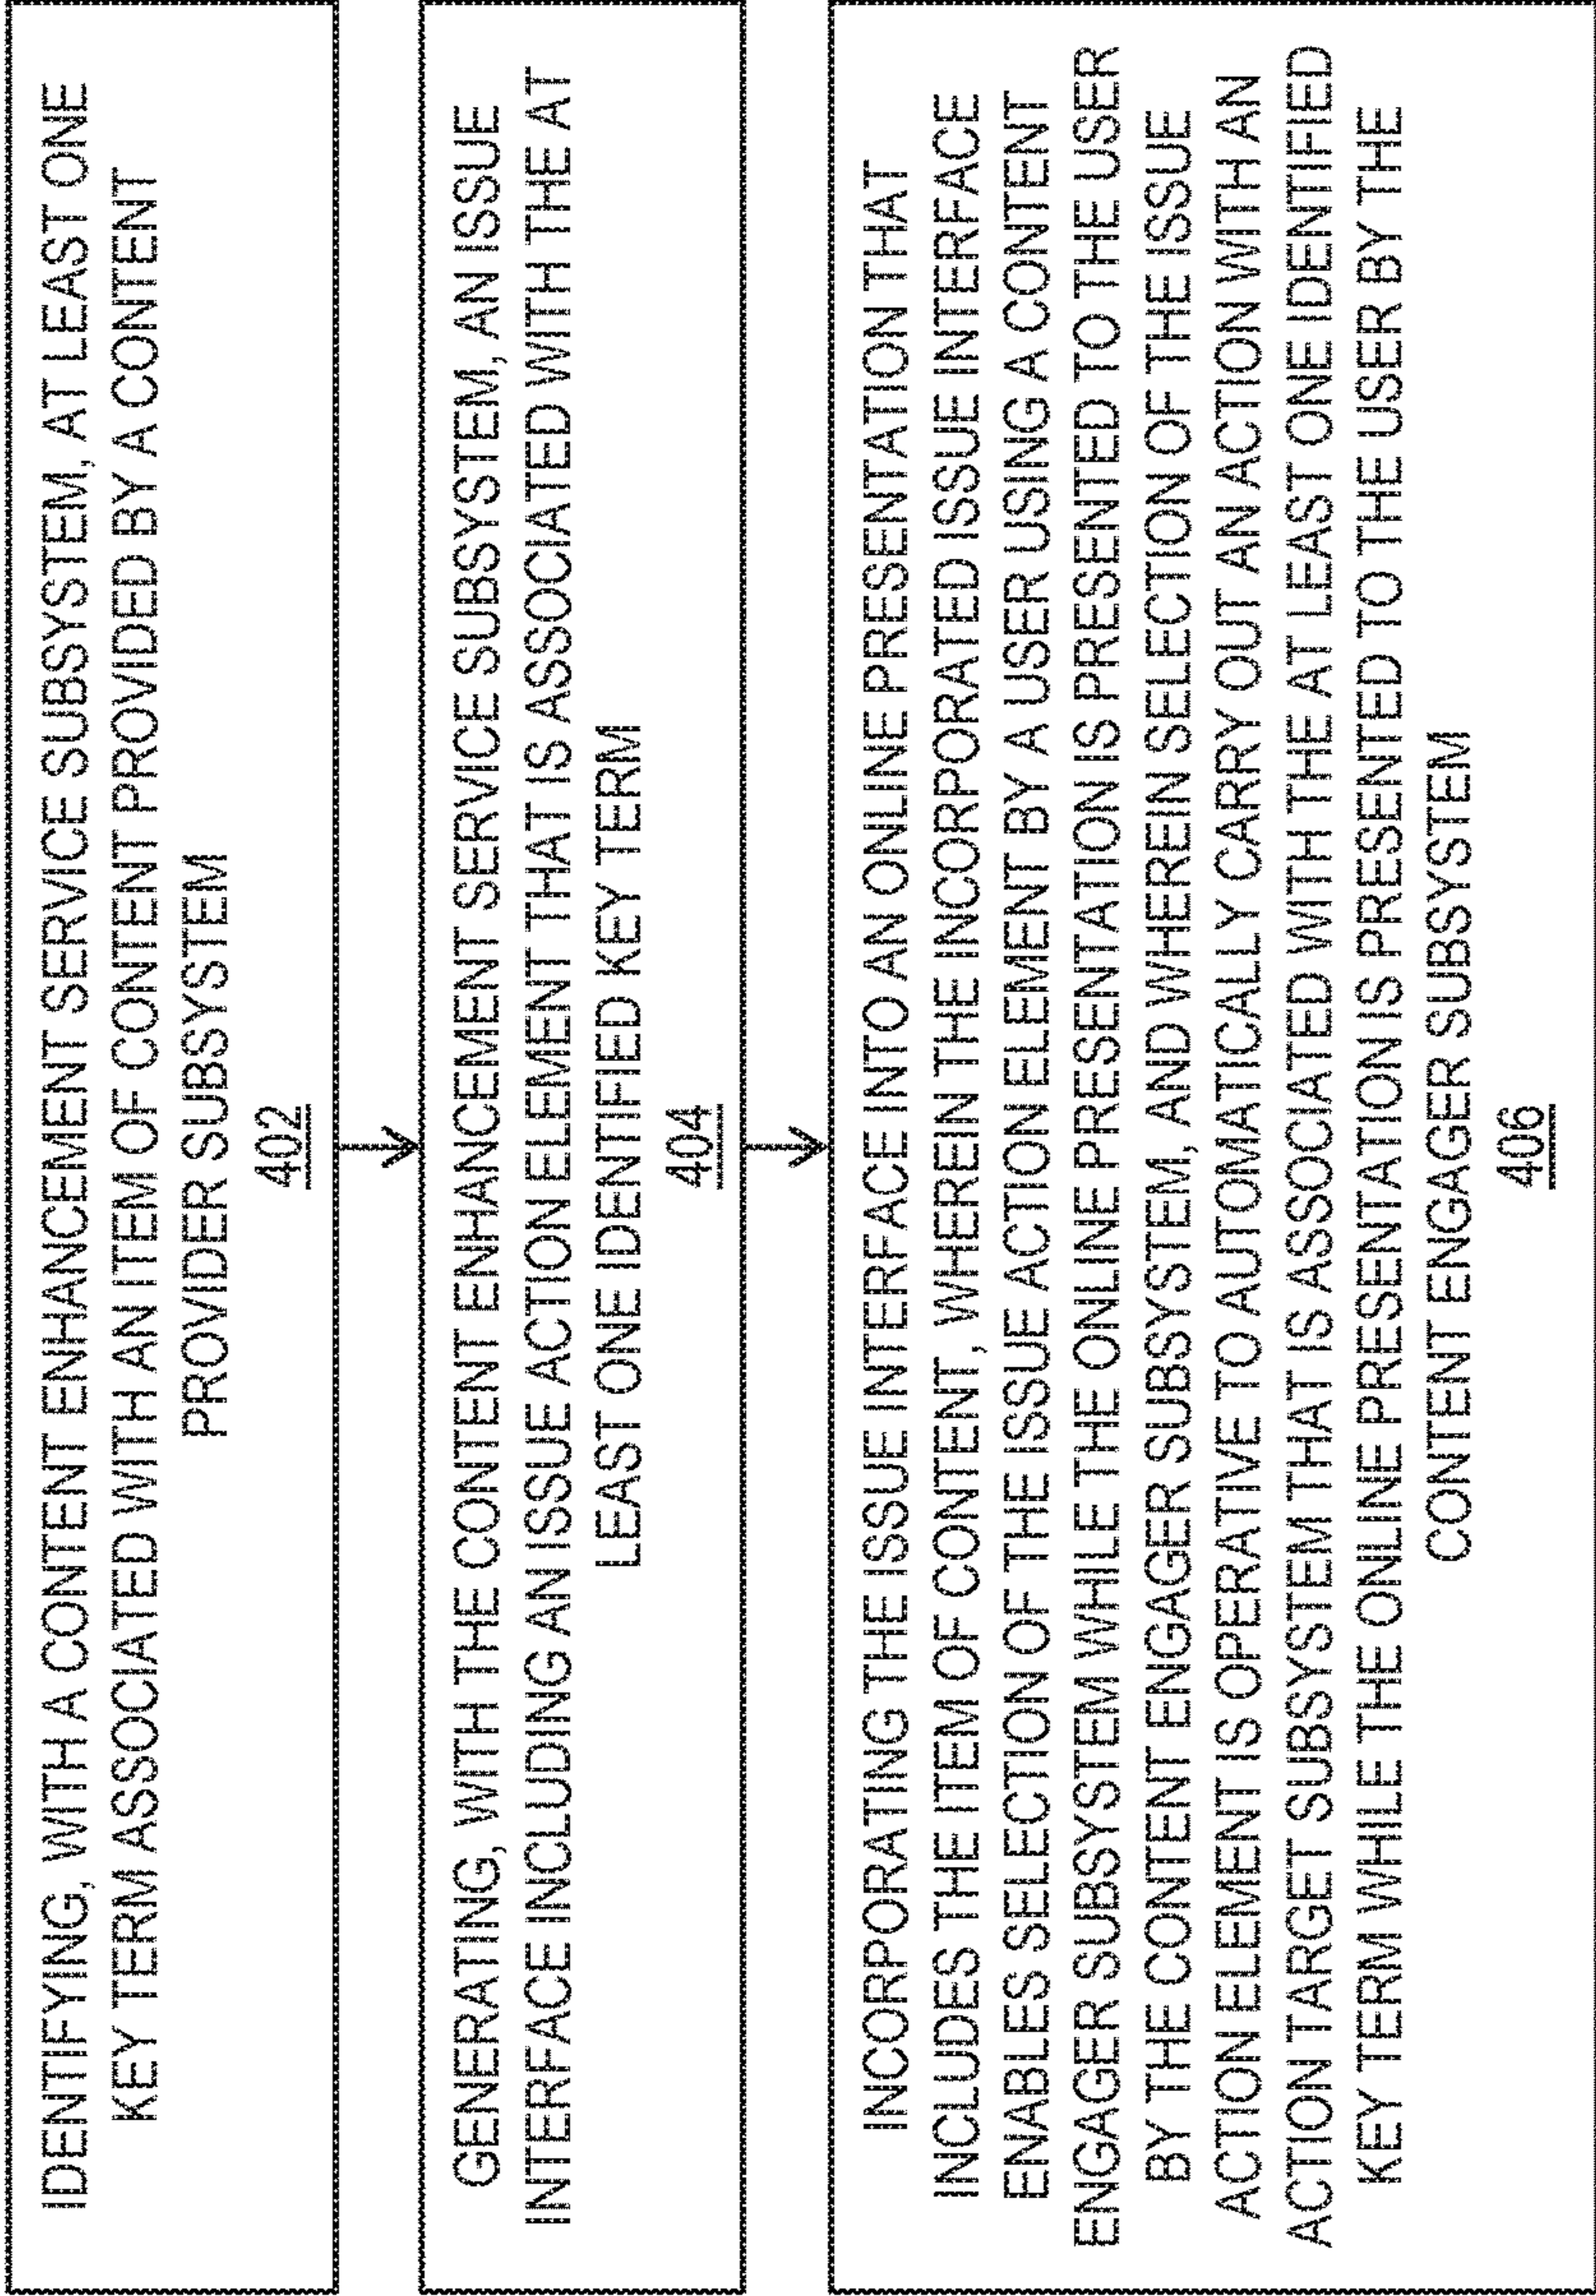 IDENTIFYING, WITH A CONTENT ENHANCEMENT SERVICE SUBSYSTEM, AT LEAST ONE
KEY TERM ASSOCIATED WITH AN ITEM OF CONTENT PROVIDED BY A CONTENT
PROVIDER SUBSYSTEM
402
GENERATING, WITH THE CONTENT ENHANCEMENT SERVICE SUBSYSTEM, AN ISSUE
INTERFACE INCLUDING AN ISSUE ACTION ELEMENT THAT IS ASSOCIATED WITH THE AT
LEAST ONE IDENTIFIED KEY TERM
404
INCORPORATING THE ISSUE INTERFACE INTO AN ONLINE PRESENTATION THAT
INCLUDES THE ITEM OF CONTENT, WHEREIN THE INCORPORATED ISSUE INTERFACE
ENABLES SELECTION OF THE ISSUE ACTION ELEMENT BY A USER USING A CONTENT
ENGAGER SUBSYSTEM WHILE THE ONLINE PRESENTATION IS PRESENTED TO THE USER
BY THE CONTENT ENGAGER SUBSYSTEM, AND WHEREIN SELECTION OF THE ISSUE
ACTION ELEMENT IS OPERATIVE TO AUTOMATICALLY CARRY OUT AN ACTION WITH AN
ACTION TARGET SUBSYSTEM THAT IS ASSOCIATED WITH THE AT LEAST ONE IDENTIFIED
KEY TERM WHILE THE ONLINE PRESENTATION IS PRESENTED TO THE USER BY THE
CONTENT ENGAGER SUBSYSTEM
406